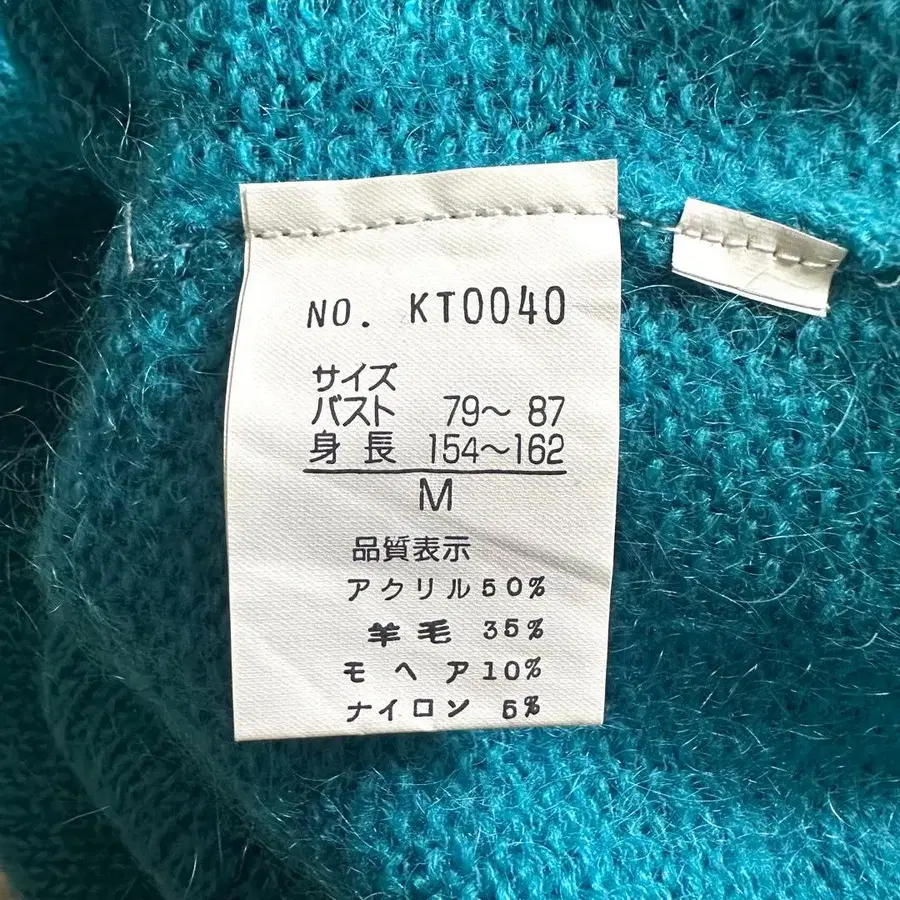 NO. KT0040
サイズ
バスト 79〜 87
身長 154〜162
M
品質表示
アクリル50%
羊毛 35%
モヘア10%
ナイロン 5%